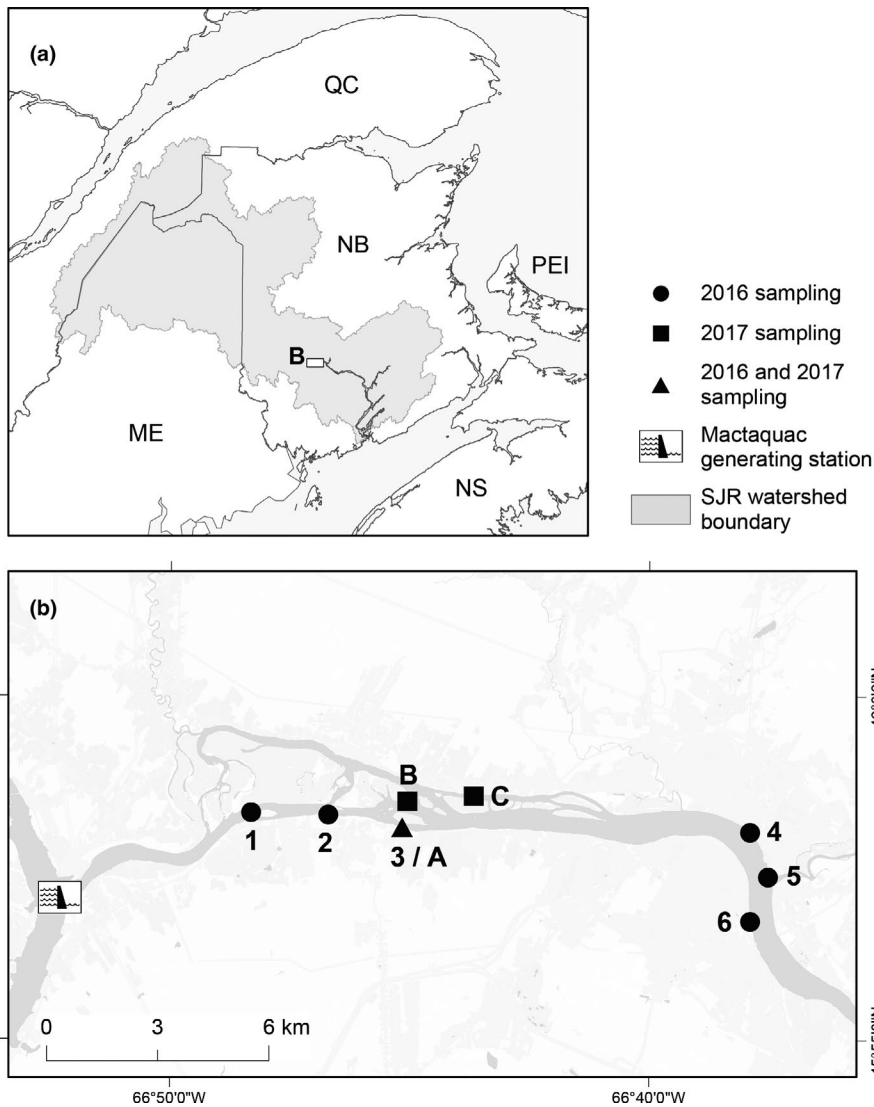 (a)
QC
NB
PEI
B
ME
NS
2016 sampling
2017 sampling
2016 and 2017
sampling
Mactaquac
generating station
SJR watershed
boundary
(b)
B
C
1
2
3 / A
4
5
6
0
3
6 km
66°50'0"W
66°40'0"W